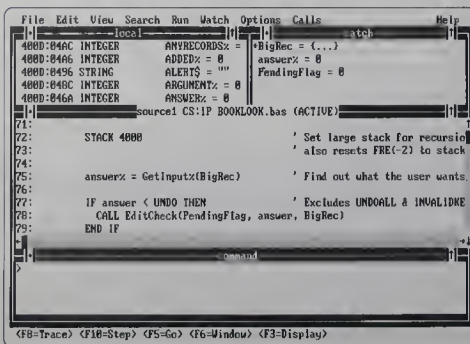 File Edit View Search Run Watch Options Calls Help
local
400D:04AC INTEGER ANYRECORDS% =
400D:04A6 INTEGER ADDED% = 0
400D:0496 STRING ALERT$ = ""
400D:048C INTEGER ARGUMENT% = 0
400D:046A INTEGER ANSWER% = 0
watch
+BigRec = {...}
answer% = 0
PendingFlag = 0
source1 CS:IP BOOKLOOK.bas (ACTIVE)
71:
72: STACK 4000 ' Set large stack for recursio
73: ' also resets FRE(-2) to stack
74:
75: answer% = GetInput%(BigRec) ' Find out what the user wants
76:
77: IF answer < UNDO THEN ' Excludes UNDOALL & INVALIDKE
78: CALL EditCheck(PendingFlag, answer, BigRec)
79: END IF
command
>
<F8=Trace> <F10=Step> <F5=Go> <F6=Window> <F3=Display>